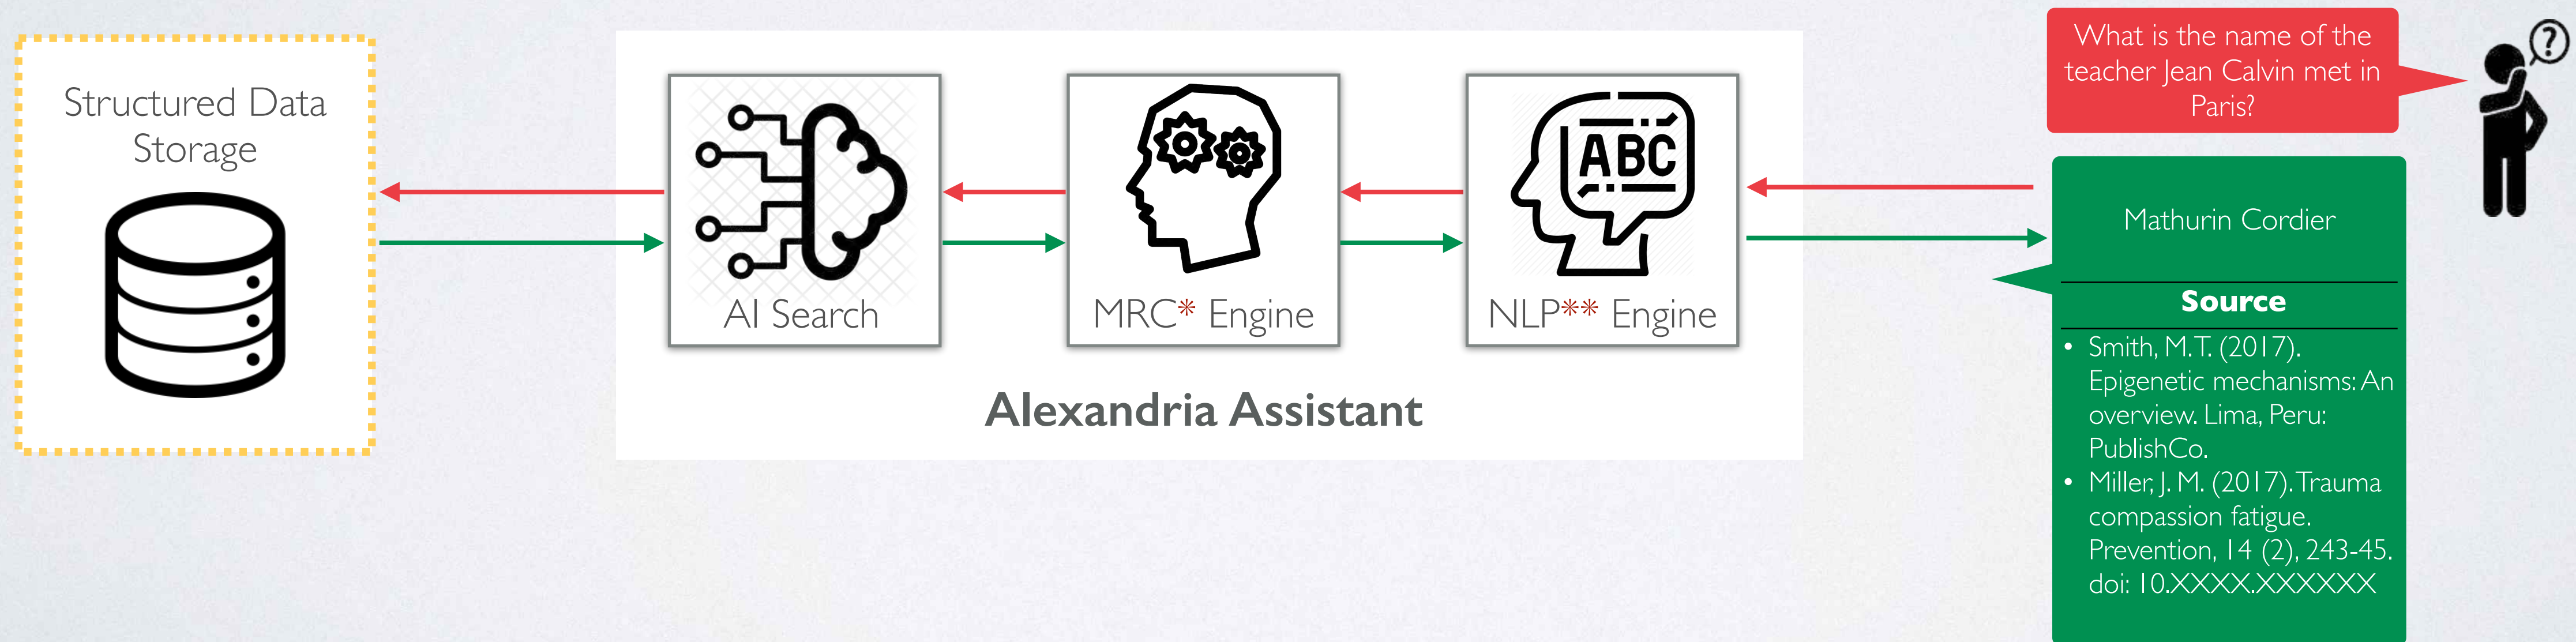 Structured Data
Storage
AI Search
MRC* Engine
ABC
NLP** Engine
Alexandria Assistant
What is the name of the
teacher Jean Calvin met in
Paris?
?
Mathurin Cordier
Source
• Smith, M.T. (2017).
Epigenetic mechanisms: An
overview. Lima, Peru:
PublishCo.
• Miller, J. M. (2017). Trauma
compassion fatigue.
Prevention, 14 (2), 243-45.
doi: 10.XXXX.XXXXXX